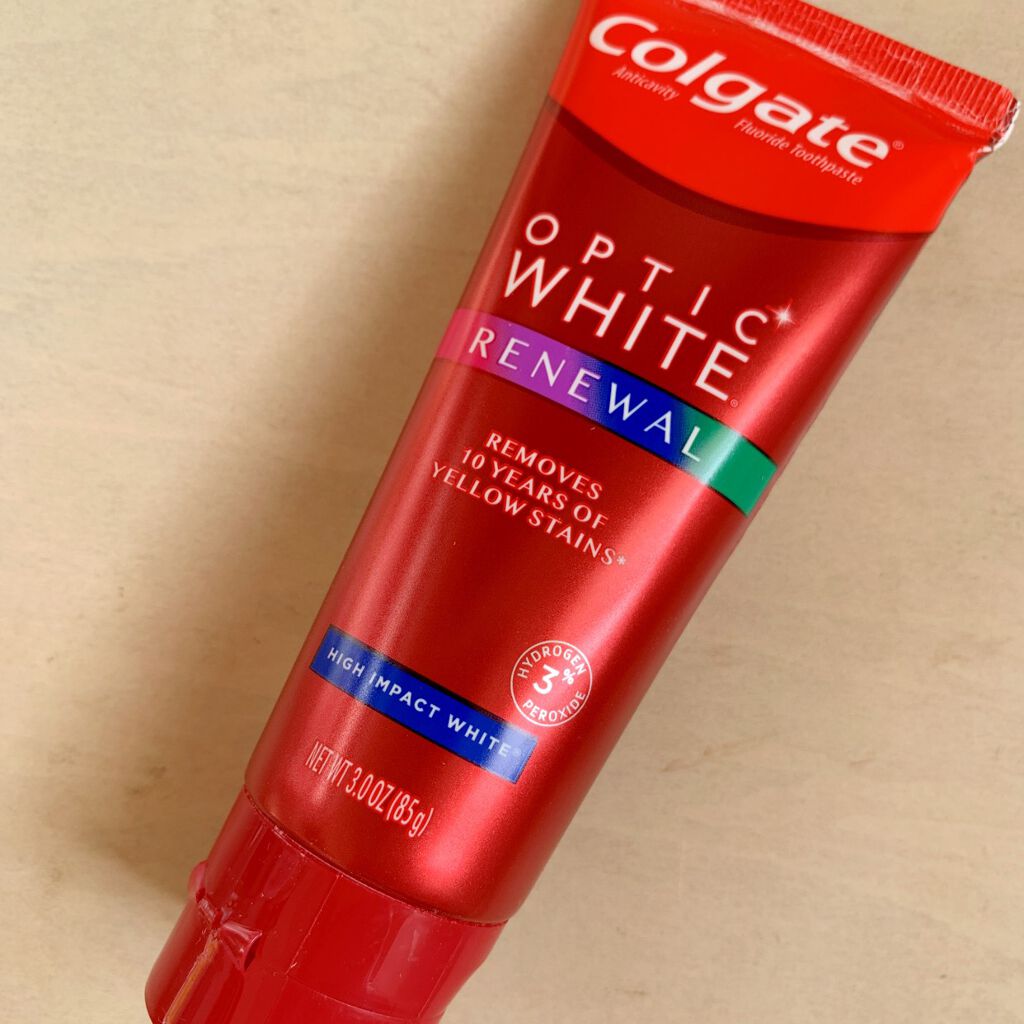 Colgate®
Anticavity
Fluoride Toothpaste
OPTIC
WHITE®
RENEWAL
REMOVES
10 YEARS OF
YELLOW STAINS*
HYDROGEN
3%
PEROXIDE
HIGH IMPACT WHITE®
NET WT 3.0 OZ (85g)